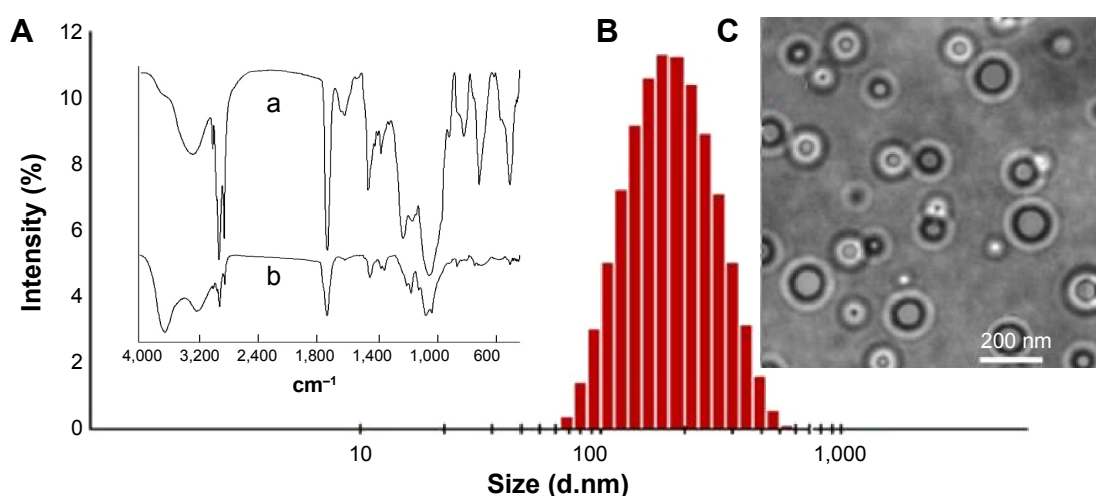 A
B
C
12
10
8
6
4
2
0
Intensity (%)
a
b
4,000 3,200 2,400 1,800 1,400 1,000 600
cm⁻¹
200 nm
10 100 1,000
Size (d.nm)